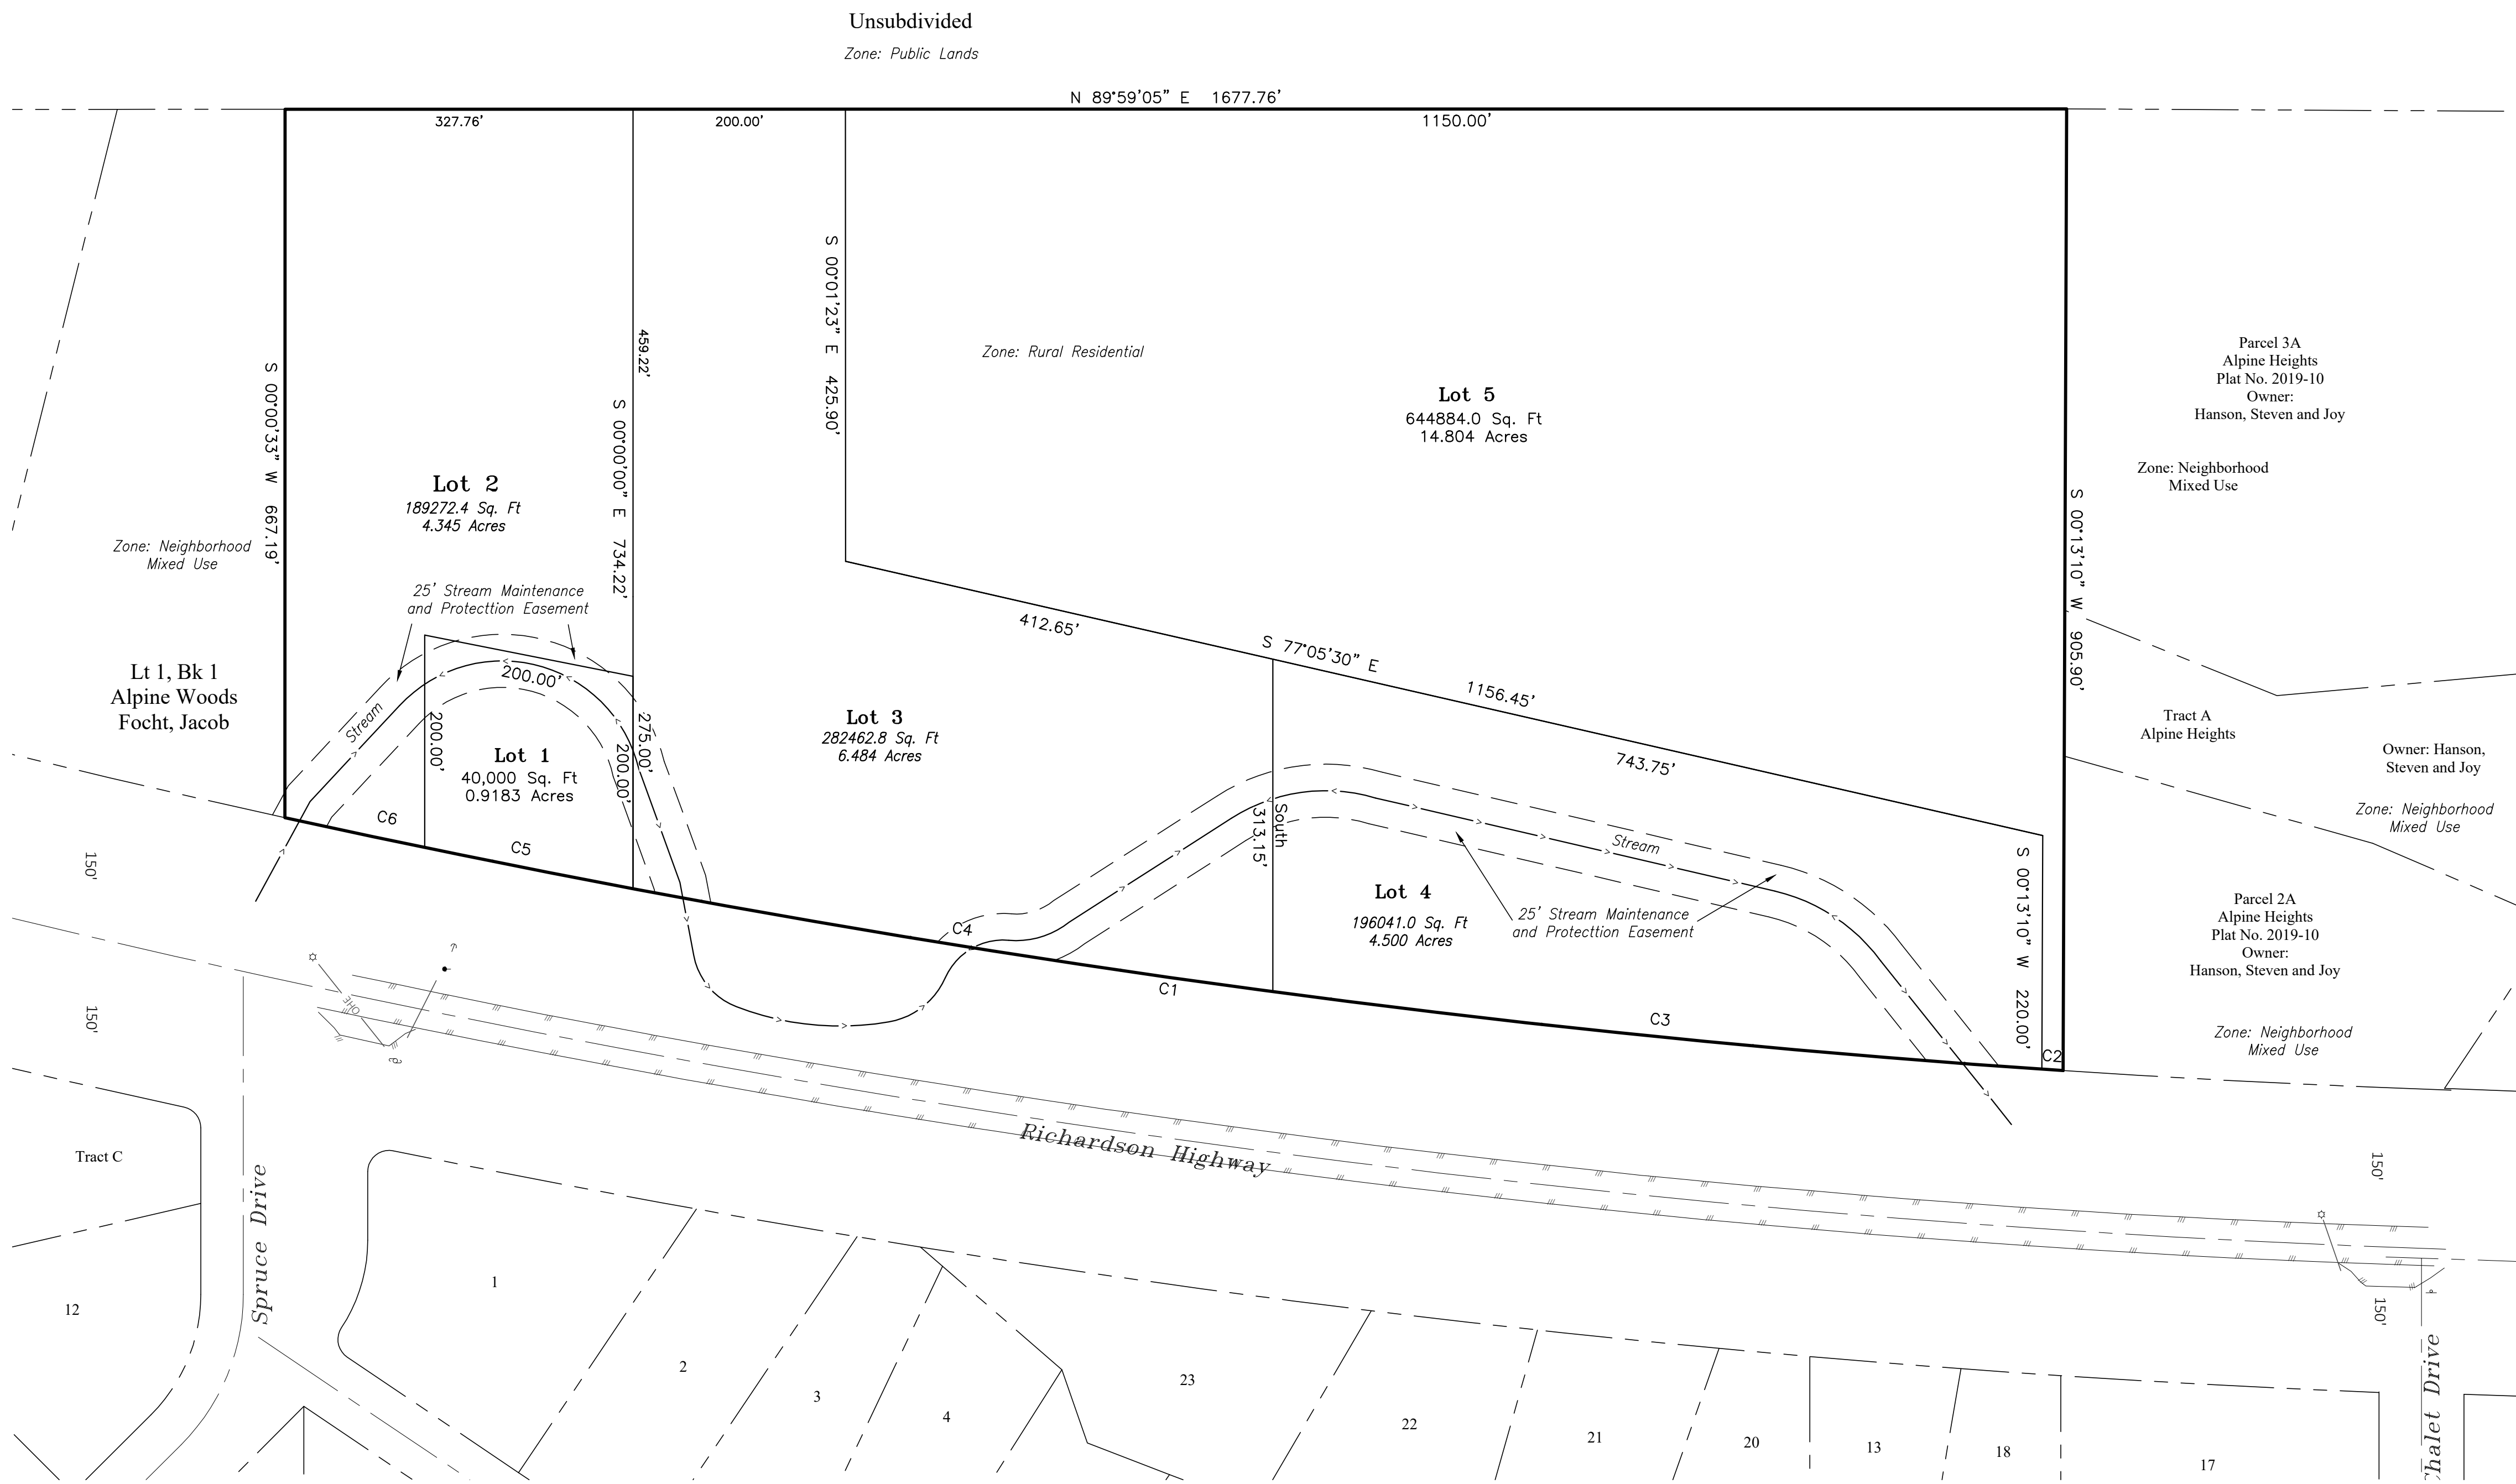 Unsubdivided
Zone: Public Lands
N 89°59'05" E 1677.76'
327.76'
200.00'
1150.00'
S 00°01'23" E 425.90'
459.22'
S 00°00'33" W 667.19'
S 00°00'00" E 734.22'
Zone: Rural Residential
Lot 5
644884.0 Sq. Ft
14.804 Acres
Parcel 3A
Alpine Heights
Plat No. 2019-10
Owner:
Hanson, Steven and Joy
Zone: Neighborhood
Mixed Use
S 00°13'10" W 905.90'
Lot 2
189272.4 Sq. Ft
4.345 Acres
Zone: Neighborhood
Mixed Use
25' Stream Maintenance
and Protecttion Easement
412.65'
S 77°05'30" E
1156.45'
743.75'
Lt 1, Bk 1
Alpine Woods
Focht, Jacob
Stream
200.00'
200.00'
200.00'
275.00'
Lot 1
40,000 Sq. Ft
0.9183 Acres
Lot 3
282462.8 Sq. Ft
6.484 Acres
Tract A
Alpine Heights
Owner: Hanson,
Steven and Joy
Zone: Neighborhood
Mixed Use
C6
C5
South
313.15'
Stream
Lot 4
196041.0 Sq. Ft
4.500 Acres
25' Stream Maintenance
and Protecttion Easement
S 00°13'10" W 220.00'
Parcel 2A
Alpine Heights
Plat No. 2019-10
Owner:
Hanson, Steven and Joy
Zone: Neighborhood
Mixed Use
C4
C1
C3
C2
150'
150'
OHE
Richardson Highway
150'
150'
Tract C
Spruce Drive
12
1
2
3
4
23
22
21
20
13
18
17
Chalet Drive